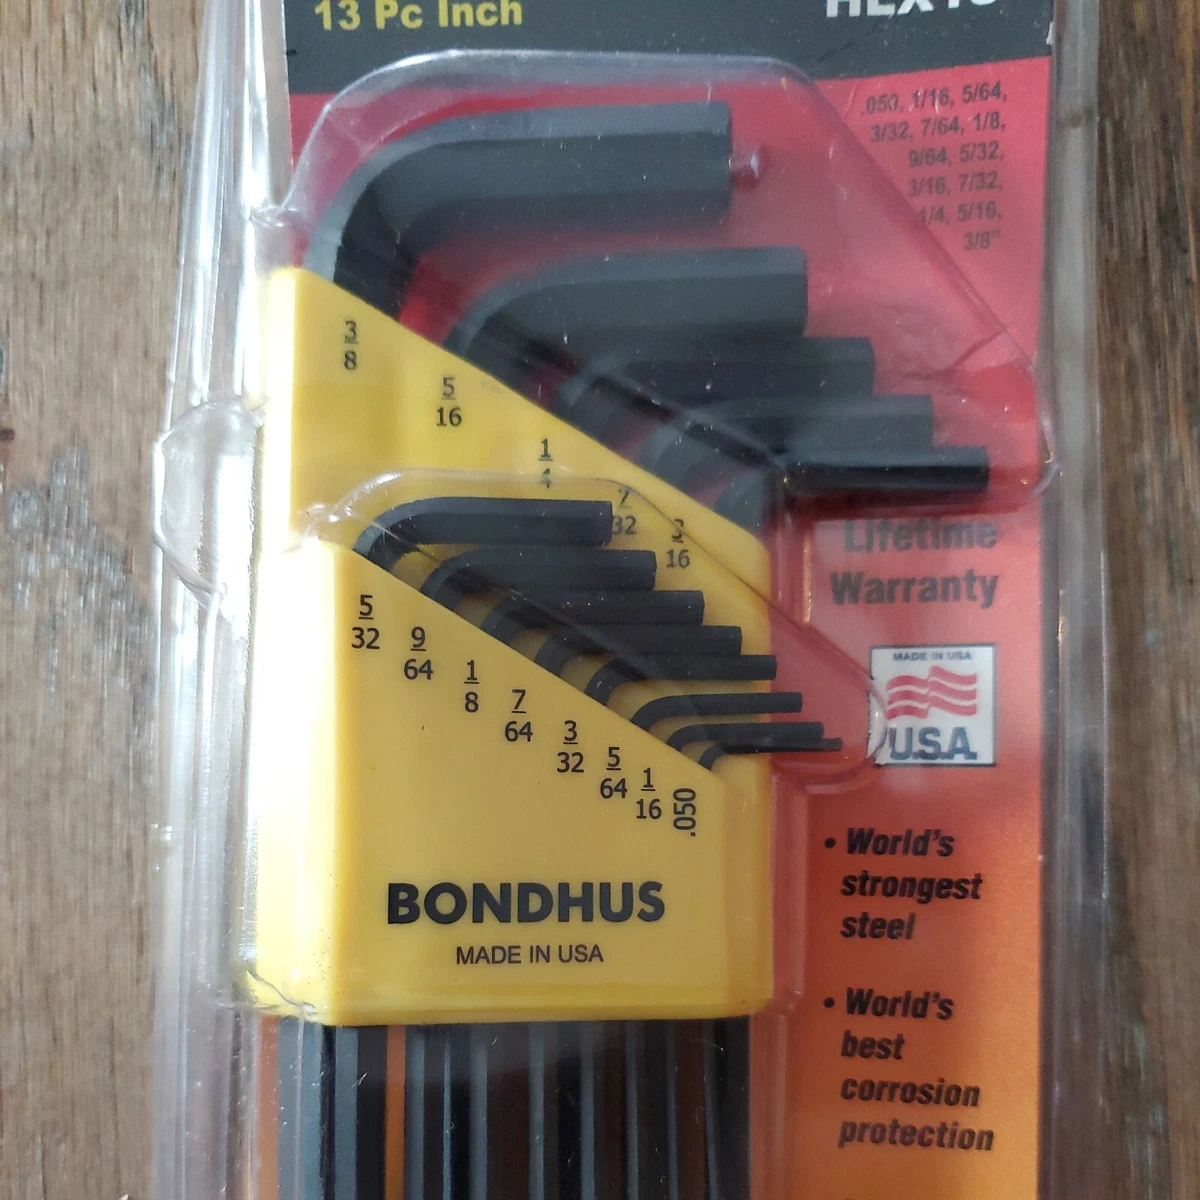 13 Pc Inch
.050, 1/16, 5/64,
3/32, 7/64, 1/8,
9/64, 5/32,
3/16, 7/32,
1/4, 5/16,
3/8"
3/8
5/16
1/4
7/32
3/16
5/32
9/64
1/8
7/64
3/32
5/64
1/16
.050
BONDHUS
MADE IN USA
Lifetime
Warranty
MADE IN USA
U.S.A.
• World's
strongest
steel
• World's
best
corrosion
protection